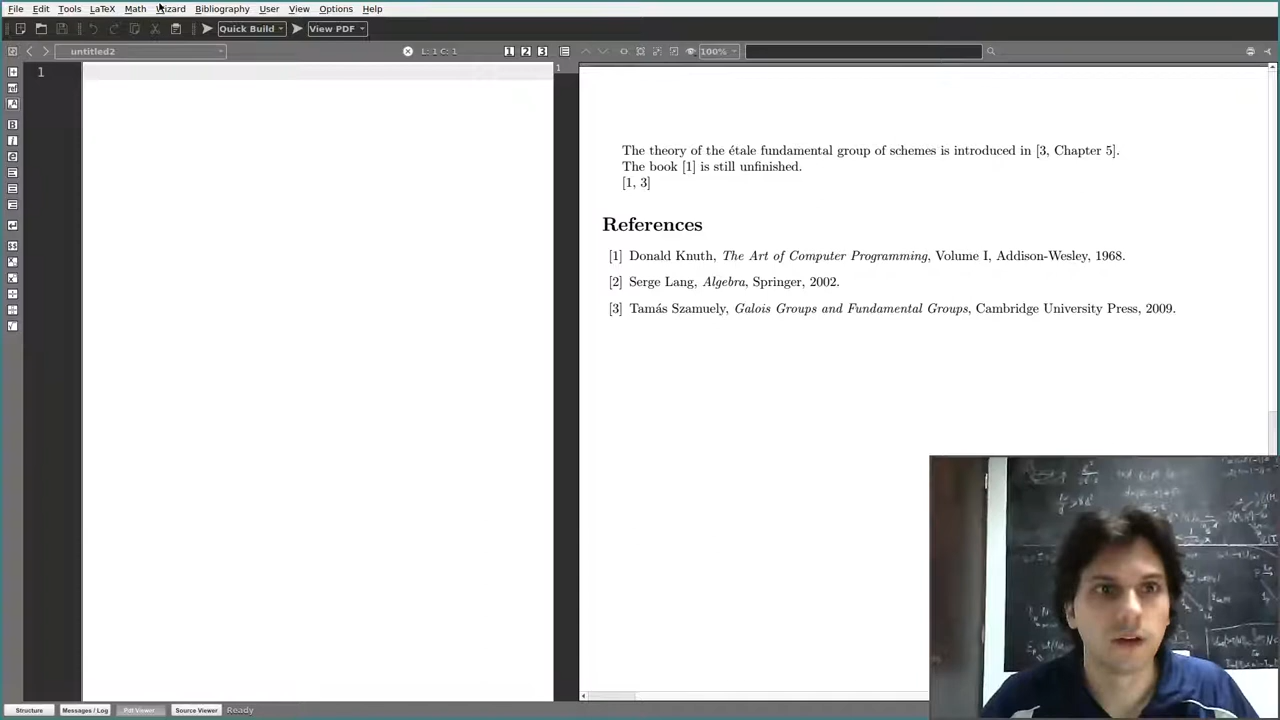 File Edit Tools LaTeX Math Wizard Bibliography User View Options Help
Quick Build View PDF
untitled2 L: 1 C: 1 1 2 3 100%
1
1
The theory of the étale fundamental group of schemes is introduced in [3, Chapter 5].
The book [1] is still unfinished.
[1, 3]
References
[1] Donald Knuth, The Art of Computer Programming, Volume I, Addison-Wesley, 1968.
[2] Serge Lang, Algebra, Springer, 2002.
[3] Tamás Szamuely, Galois Groups and Fundamental Groups, Cambridge University Press, 2009.
Structure Messages / Log Pdf Viewer Source Viewer Ready